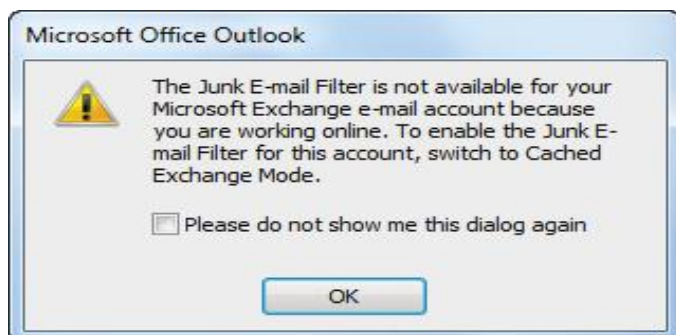 Microsoft Office Outlook
The Junk E-mail Filter is not available for your
Microsoft Exchange e-mail account because
you are working online. To enable the Junk E-
mail Filter for this account, switch to Cached
Exchange Mode.
Please do not show me this dialog again
OK